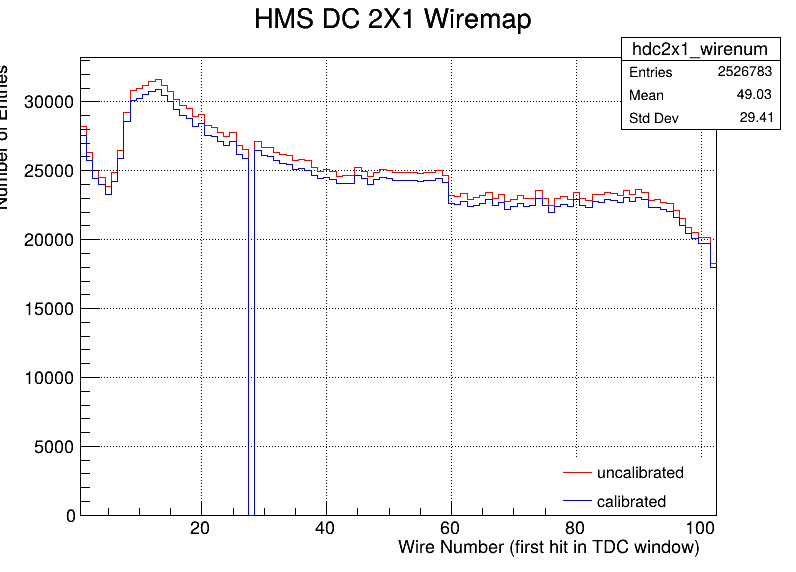 HMS DC 2X1 Wiremap
hdc2x1_wirenum
Entries 2526783
Mean 49.03
Std Dev 29.41
Number of Entries
30000
25000
20000
15000
10000
5000
0
uncalibrated
calibrated
20 40 60 80 100
Wire Number (first hit in TDC window)